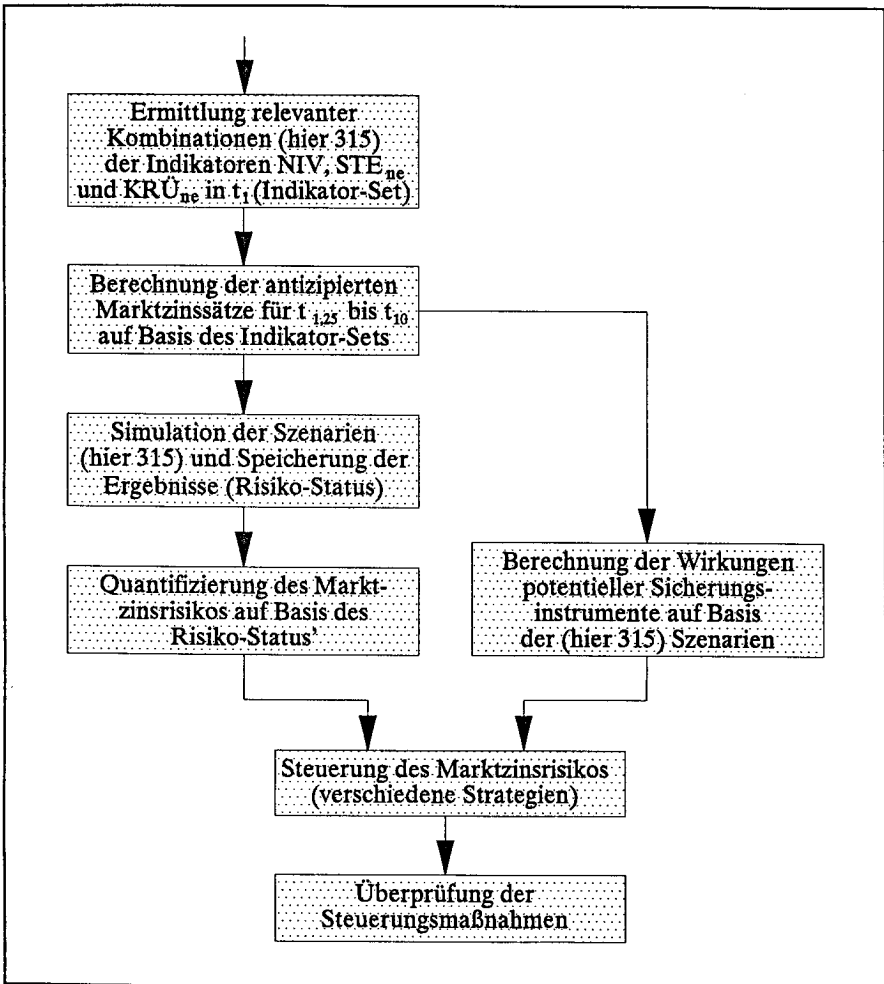 Ermittlung relevanter
Kombinationen (hier 315)
der Indikatoren NIV, STE_ne
und KRÜ_ne in t_1 (Indikator-Set)
Berechnung der antizipierten
Marktzinssätze für t_1,25 bis t_10
auf Basis des Indikator-Sets
Simulation der Szenarien
(hier 315) und Speicherung der
Ergebnisse (Risiko-Status)
Quantifizierung des Markt-
zinsrisikos auf Basis des
Risiko-Status'
Berechnung der Wirkungen
potentieller Sicherungs-
instrumente auf Basis
der (hier 315) Szenarien
Steuerung des Marktzinsrisikos
(verschiedene Strategien)
Überprüfung der
Steuerungsmaßnahmen